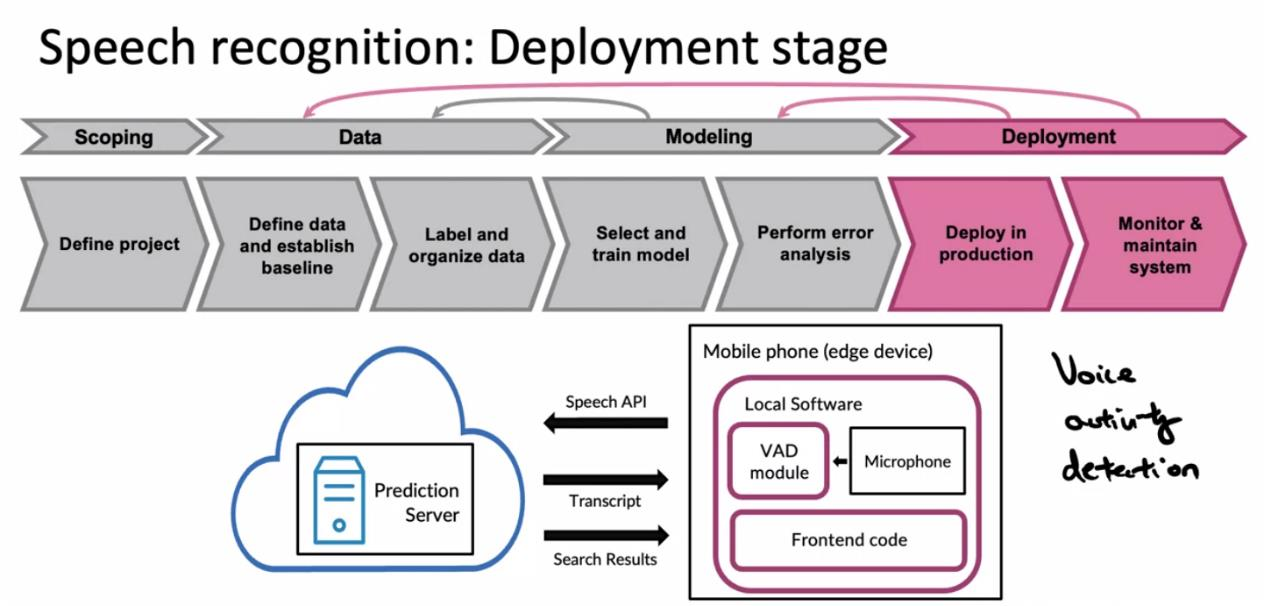 Speech recognition: Deployment stage
Scoping
Data
Modeling
Deployment
Define project
Define data
and establish
baseline
Label and
organize data
Select and
train model
Perform error
analysis
Deploy in
production
Monitor &
maintain
system
Prediction
Server
Speech API
Transcript
Search Results
Mobile phone (edge device)
Local Software
VAD
module
Microphone
Frontend code
Voice
activity
detection